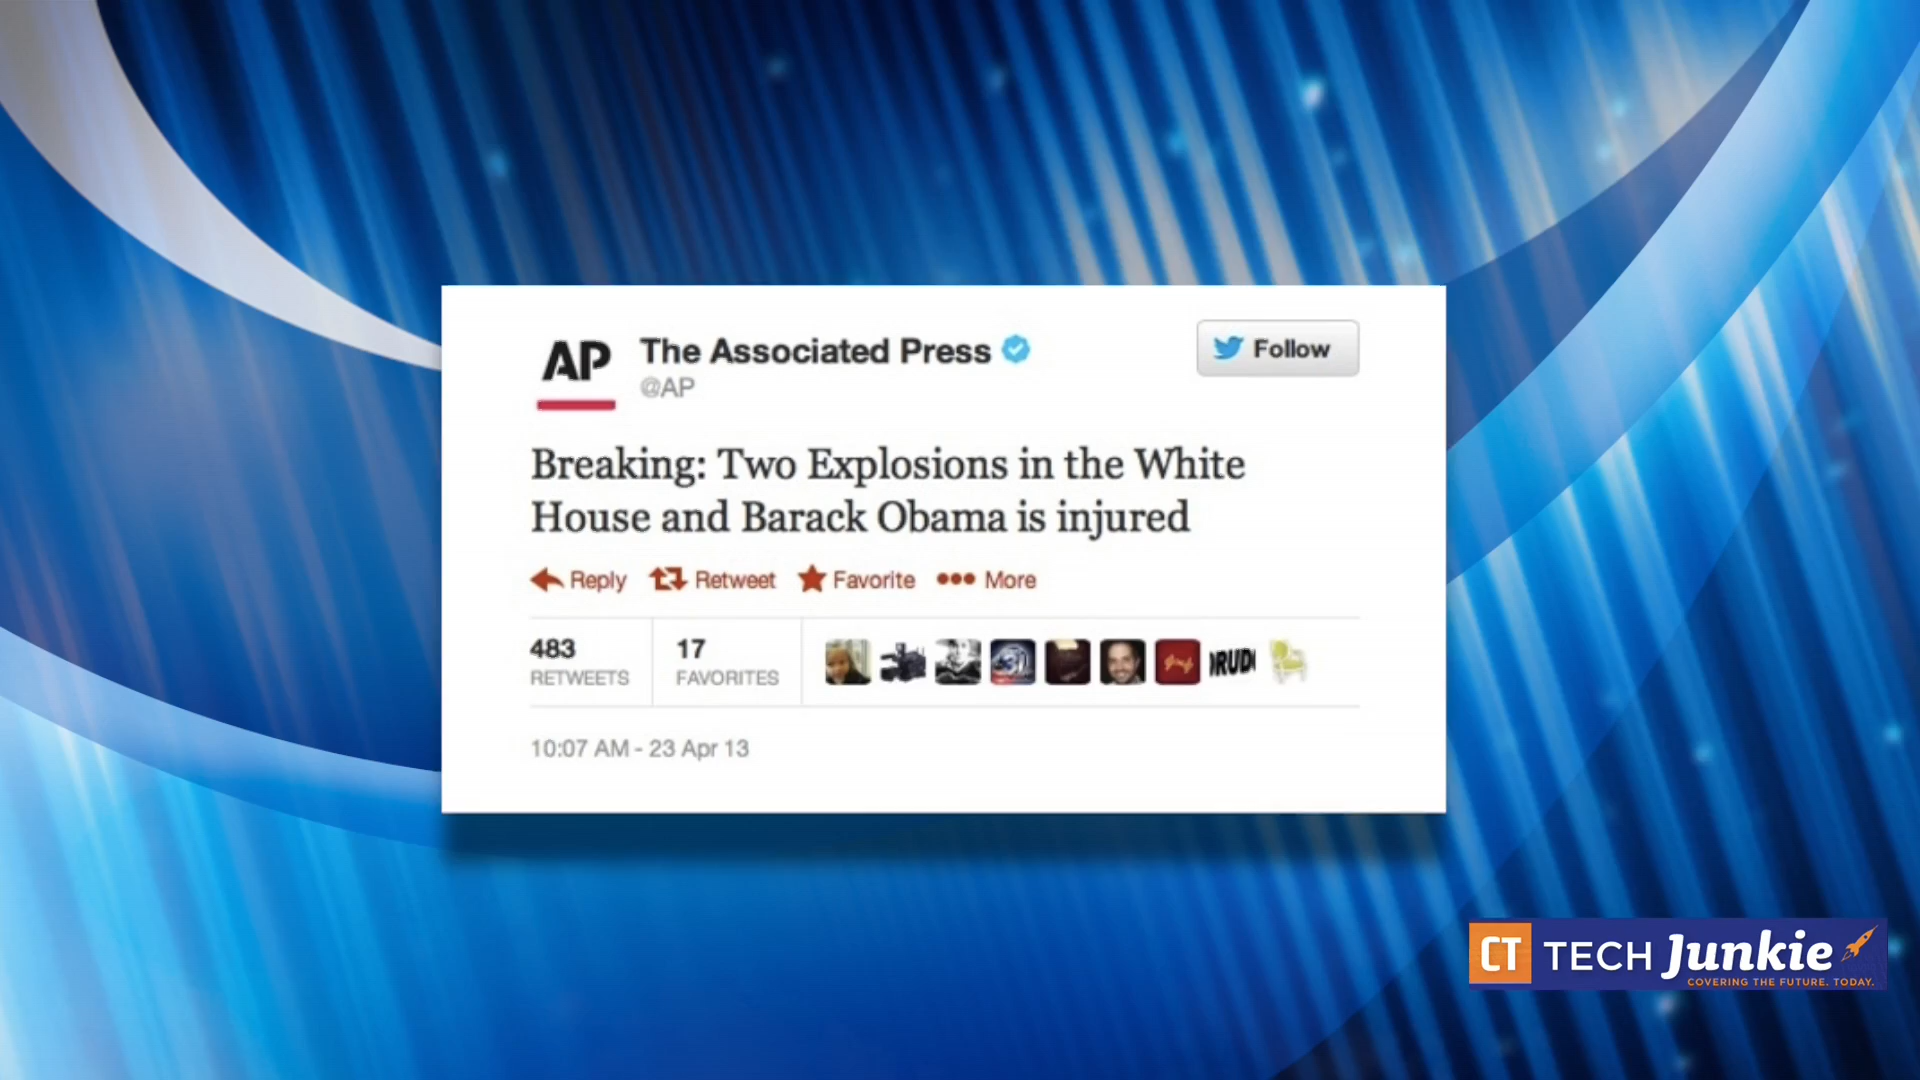 AP
The Associated Press
@AP
Follow
Breaking: Two Explosions in the White
House and Barack Obama is injured
Reply Retweet Favorite More
483
RETWEETS
17
FAVORITES
10:07 AM - 23 Apr 13
CT TECH Junkie
COVERING THE FUTURE. TODAY.